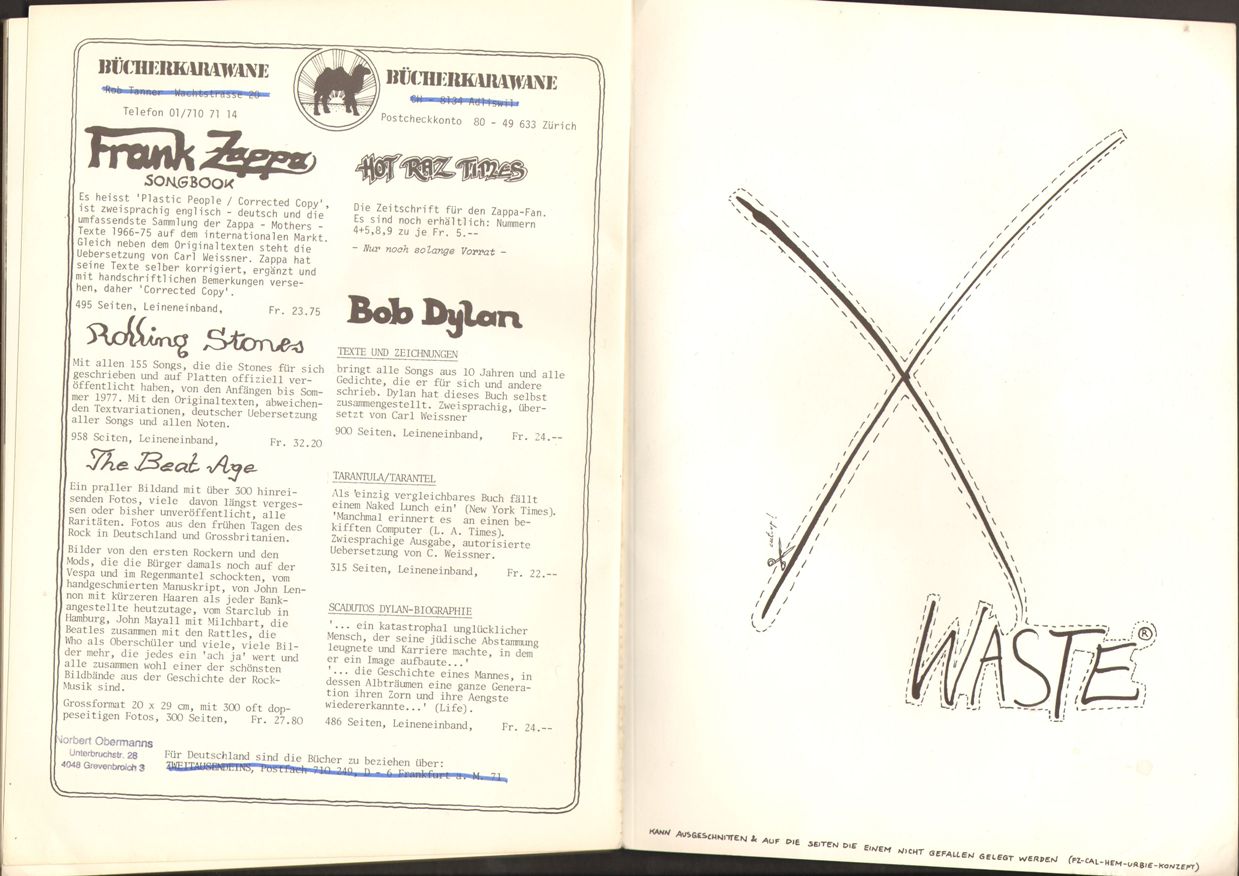 BÜCHERKARAWANE
Rob Tanner Wachtstrasse 20
Telefon 01/710 71 14
BÜCHERKARAWANE
CH - 8134 Adliswil
Postcheckkonto 80 - 49 633 Zürich
Frank Zappa
SONGBOOK
Es heisst 'Plastic People / Corrected Copy',
ist zweisprachig englisch - deutsch und die
umfassendste Sammlung der Zappa - Mothers -
Texte 1966-75 auf dem internationalen Markt.
Gleich neben dem Originaltexten steht die
Uebersetzung von Carl Weissner. Zappa hat
seine Texte selber korrigiert, ergänzt und
mit handschriftlichen Bemerkungen verse-
hen, daher 'Corrected Copy'.
495 Seiten, Leineneinband, Fr. 23.75
Rolling Stones
Mit allen 155 Songs, die die Stones für sich
geschrieben und auf Platten offiziell ver-
öffentlicht haben, von den Anfängen bis Som-
mer 1977. Mit den Originaltexten, abweichen-
den Textvariationen, deutscher Uebersetzung
aller Songs und allen Noten.
958 Seiten, Leineneinband, Fr. 32.20
The Beat Age
Ein praller Bildand mit über 300 hinrei-
senden Fotos, viele davon längst verges-
sen oder bisher unveröffentlicht, alle
Raritäten. Fotos aus den frühen Tagen des
Rock in Deutschland und Grossbritanien.
Bilder von den ersten Rockern und den
Mods, die die Bürger damals noch auf der
Vespa und im Regenmantel schockten, vom
handgeschmierten Manuskript, von John Len-
non mit kürzeren Haaren als jeder Bank-
angestellte heutzutage, vom Starclub in
Hamburg, John Mayall mit Milchbart, die
Beatles zusammen mit den Rattles, die
Who als Oberschüler und viele, viele Bil-
der mehr, die jedes ein 'ach ja' wert und
alle zusammen wohl einer der schönsten
Bildbände aus der Geschichte der Rock-
Musik sind.
Grossformat 20 x 29 cm, mit 300 oft dop-
peseitigen Fotos, 300 Seiten, Fr. 27.80
HOT RAZ TIMES
Die Zeitschrift für den Zappa-Fan.
Es sind noch erhältlich: Nummern
4+5,8,9 zu je Fr. 5.--
- Nur noch solange Vorrat -
Bob Dylan
TEXTE UND ZEICHNUNGEN
bringt alle Songs aus 10 Jahren und alle
Gedichte, die er für sich und andere
schrieb. Dylan hat dieses Buch selbst
zusammengestellt. Zweisprachig, über-
setzt von Carl Weissner
900 Seiten, Leineneinband, Fr. 24.--
TARANTULA/TARANTEL
Als 'einzig vergleichbares Buch fällt
einem Naked Lunch ein' (New York Times).
'Manchmal erinnert es an einen be-
kifften Computer (L. A. Times).
Zwiesprachige Ausgabe, autorisierte
Uebersetzung von C. Weissner.
315 Seiten, Leineneinband, Fr. 22.--
SCADUTOS DYLAN-BIOGRAPHIE
'... ein katastrophal unglücklicher
Mensch, der seine jüdische Abstammung
leugnete und Karriere machte, in dem
er ein Image aufbaute...'
'... die Geschichte eines Mannes, in
dessen Albträumen eine ganze Genera-
tion ihren Zorn und ihre Aengste
wiedererkannte...' (Life).
486 Seiten, Leineneinband, Fr. 24.--
Norbert Obermanns
Unterbruchstr. 28
4048 Grevenbroich 3
Für Deutschland sind die Bücher zu beziehen über:
ZWEITAUSENDEINS, Postfach 710 249, D - 6 Frankfurt a. M. 71
WASTE ®
KANN AUSGESCHNITTEN & AUF DIE SEITEN DIE EINEM NICHT GEFALLEN GELEGT WERDEN (PZ-CAL-HEM-URBIE-KONZEPT)